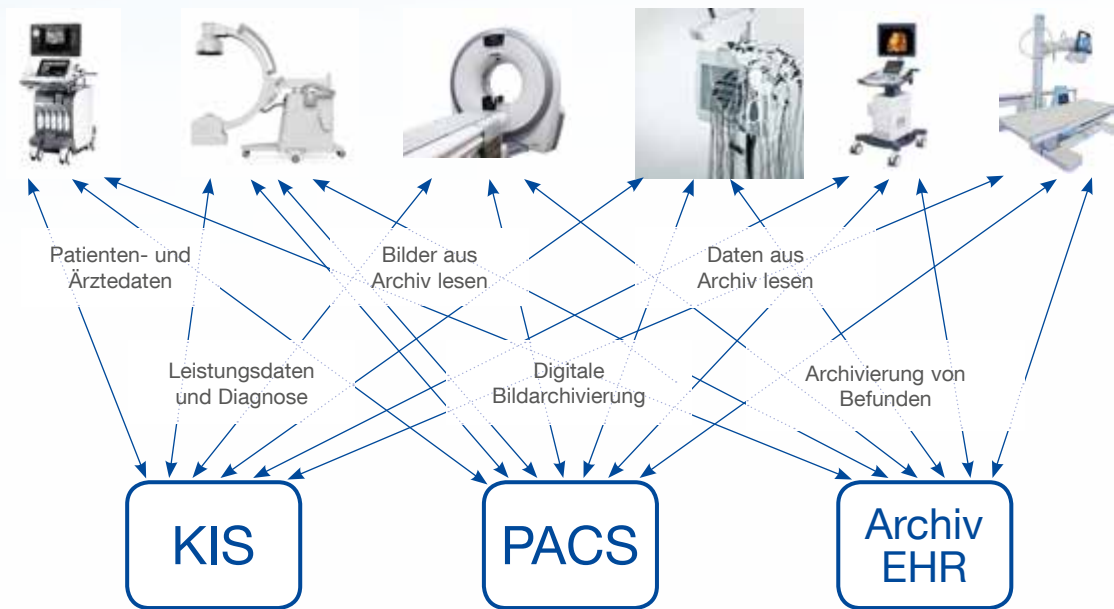 Patienten- und
Ärztedaten
Bilder aus
Archiv lesen
Daten aus
Archiv lesen
Leistungsdaten
und Diagnose
Digitale
Bildarchivierung
Archivierung von
Befunden
KIS
PACS
Archiv
EHR